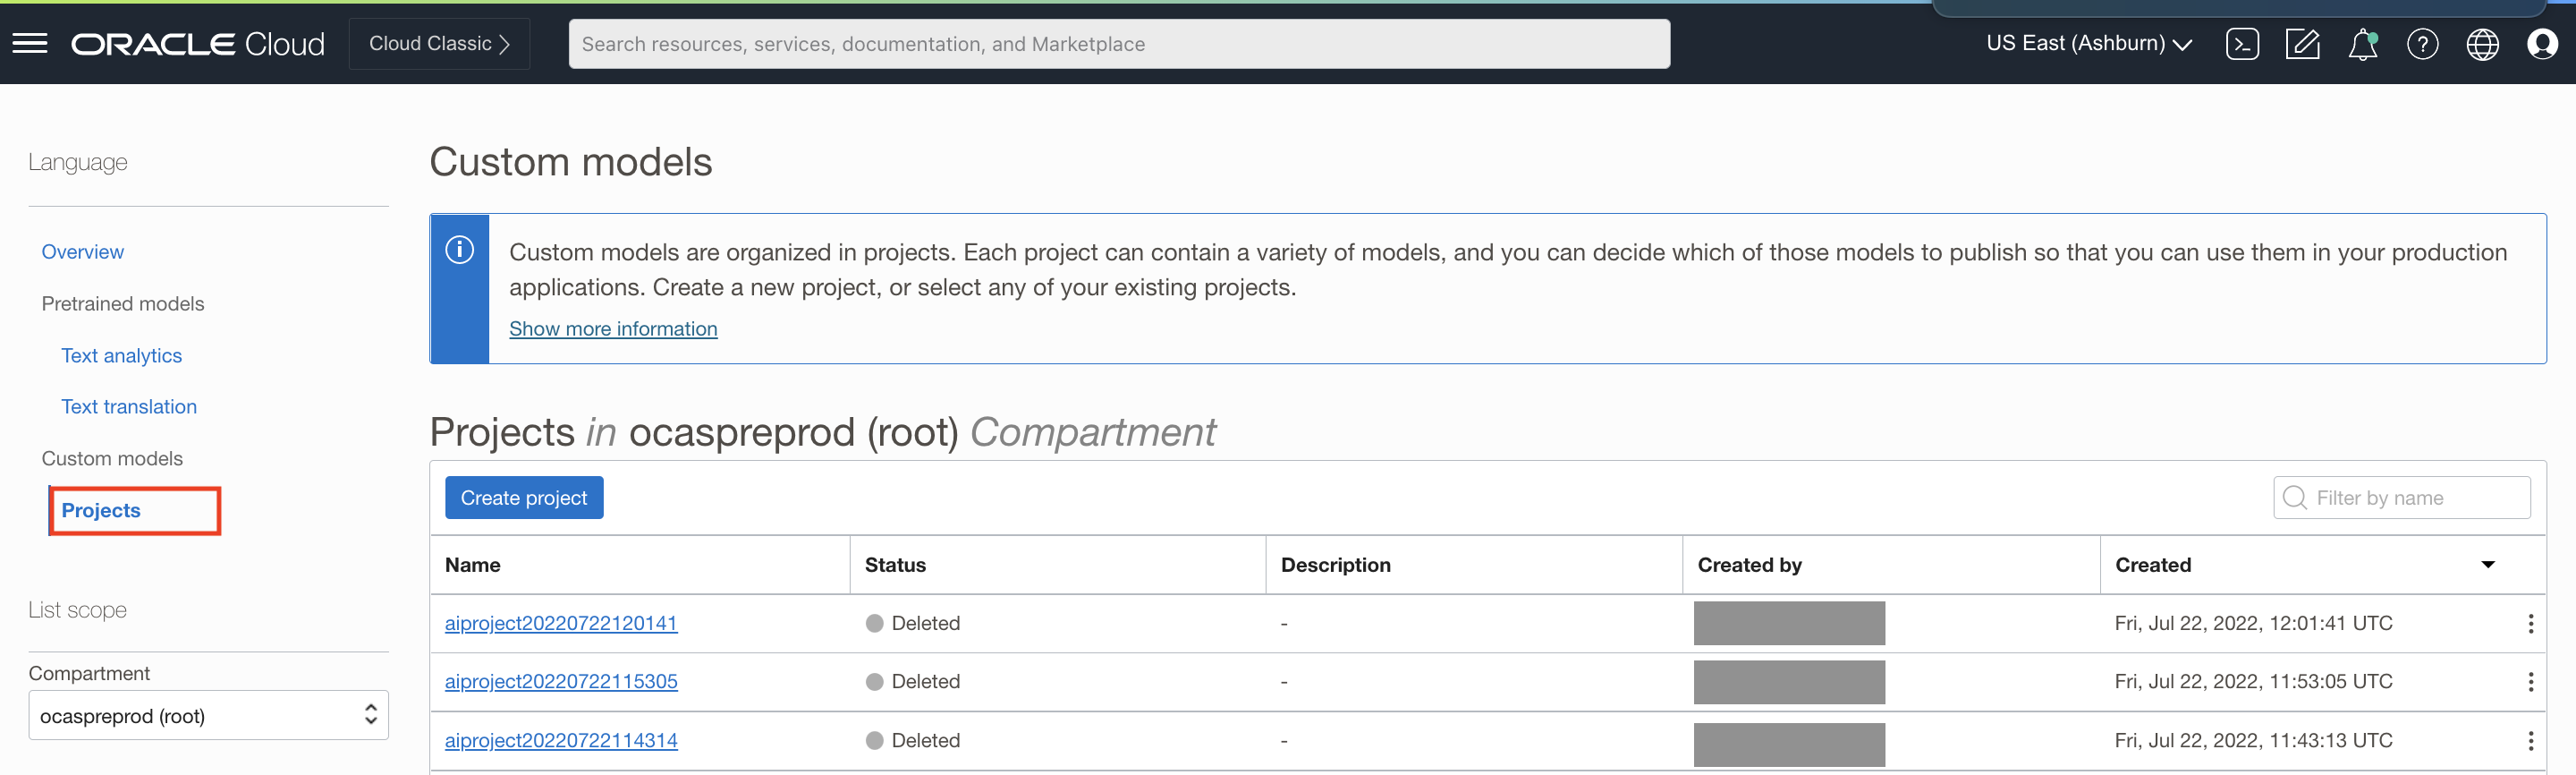 ORACLE Cloud
Cloud Classic
Search resources, services, documentation, and Marketplace
US East (Ashburn)
Language
Overview
Pretrained models
Text analytics
Text translation
Custom models
Projects
List scope
Compartment
ocaspreprod (root)
Custom models
Custom models are organized in projects. Each project can contain a variety of models, and you can decide which of those models to publish so that you can use them in your production
applications. Create a new project, or select any of your existing projects.
Show more information
Projects in ocaspreprod (root) Compartment
Create project
Filter by name
Name Status Description Created by Created
aiproject20220722120141 Deleted - Fri, Jul 22, 2022, 12:01:41 UTC
aiproject20220722115305 Deleted - Fri, Jul 22, 2022, 11:53:05 UTC
aiproject20220722114314 Deleted - Fri, Jul 22, 2022, 11:43:13 UTC